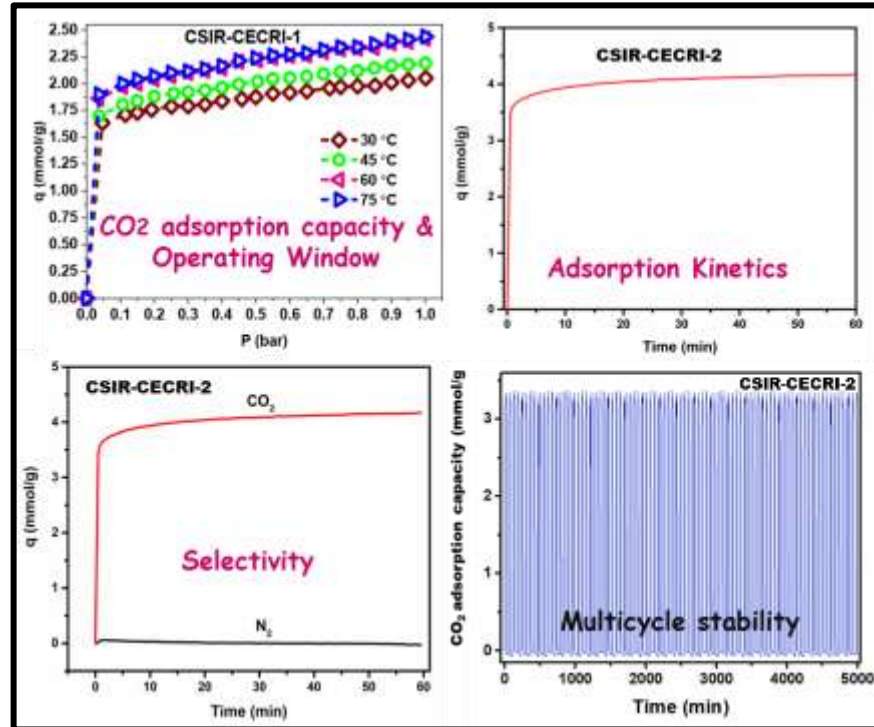 CSIR-CECRI-1
q (mmol/g)
2.50
2.25
2.00
1.75
1.50
1.25
1.00
0.75
0.50
0.25
0.00
30 °C
45 °C
60 °C
75 °C
CO2 adsorption capacity &
Operating Window
0.0 0.1 0.2 0.3 0.4 0.5 0.6 0.7 0.8 0.9 1.0
P (bar)
CSIR-CECRI-2
q (mmol/g)
5
4
3
2
1
0
Adsorption Kinetics
0 10 20 30 40 50 60
Time (min)
CSIR-CECRI-2
q (mmol/g)
5
4
3
2
1
0
CO₂
Selectivity
N₂
0 10 20 30 40 50 60
Time (min)
CSIR-CECRI-2
CO₂ adsorption capacity (mmol/g)
3
2
1
0
Multicycle stability
0 1000 2000 3000 4000 5000
Time (min)